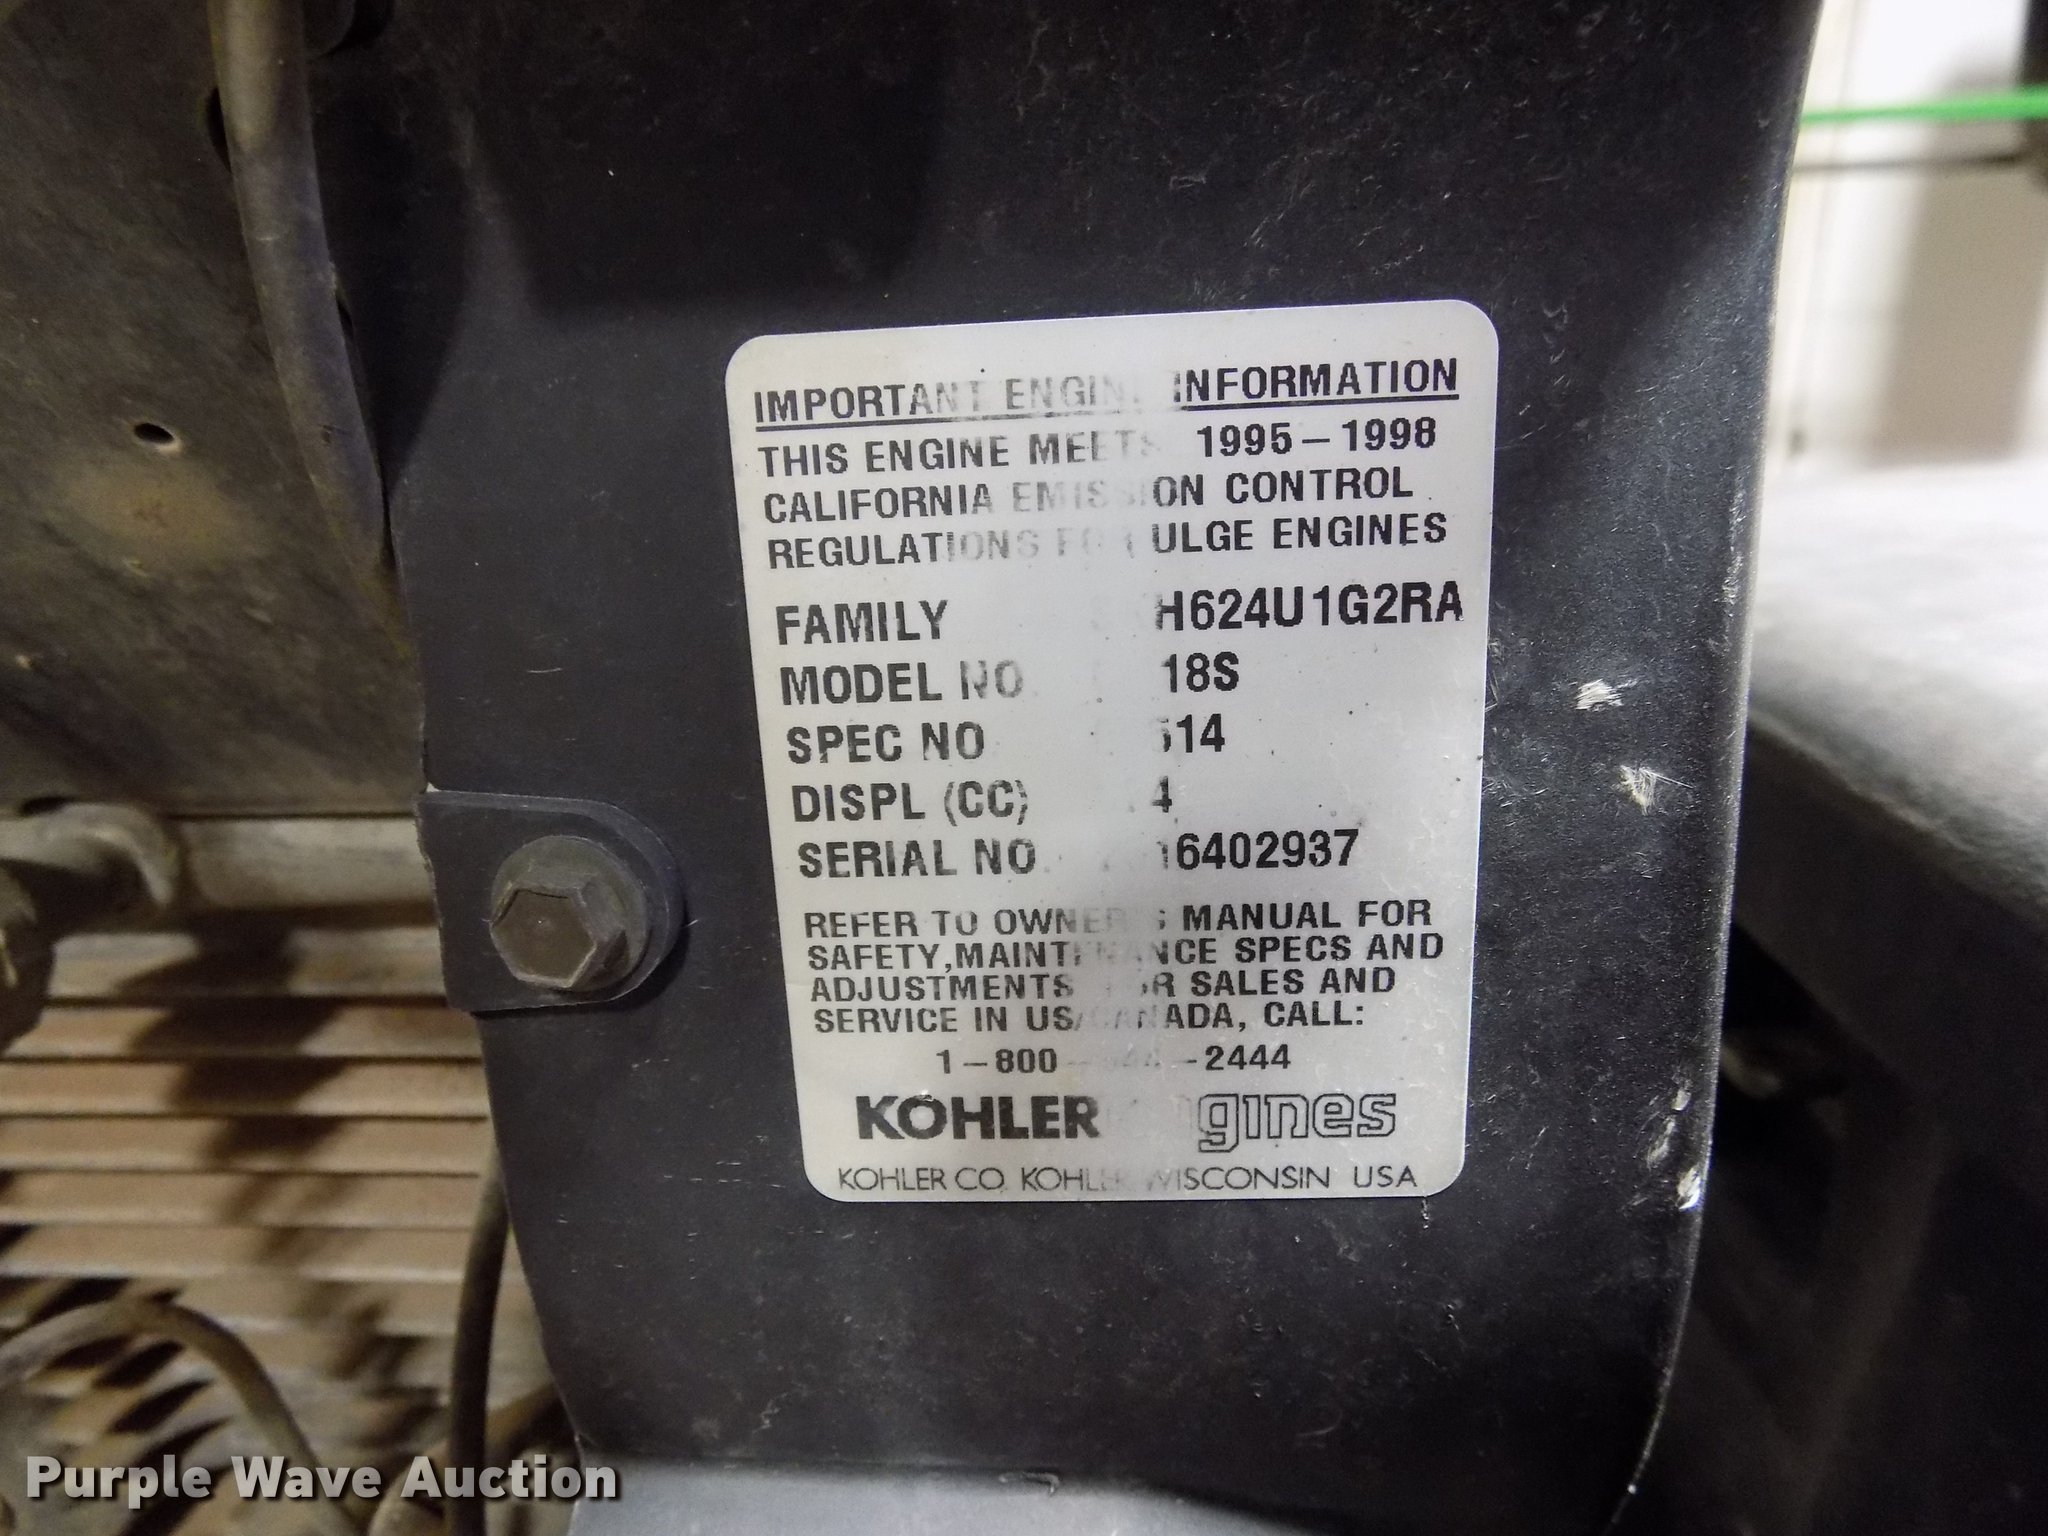 IMPORTANT ENGINE INFORMATION
THIS ENGINE MEETS 1995-1998
CALIFORNIA EMISSION CONTROL
REGULATIONS FOR ULGE ENGINES
FAMILY H624U1G2RA
MODEL NO. 18S
SPEC NO 14
DISPL (CC) 4
SERIAL NO. 6402937
REFER TO OWNER'S MANUAL FOR
SAFETY, MAINTENANCE SPECS AND
ADJUSTMENTS FOR SALES AND
SERVICE IN US/CANADA, CALL:
1-800- -2444
KOHLER engines
KOHLER CO. KOHLER WISCONSIN USA
Purple Wave Auction